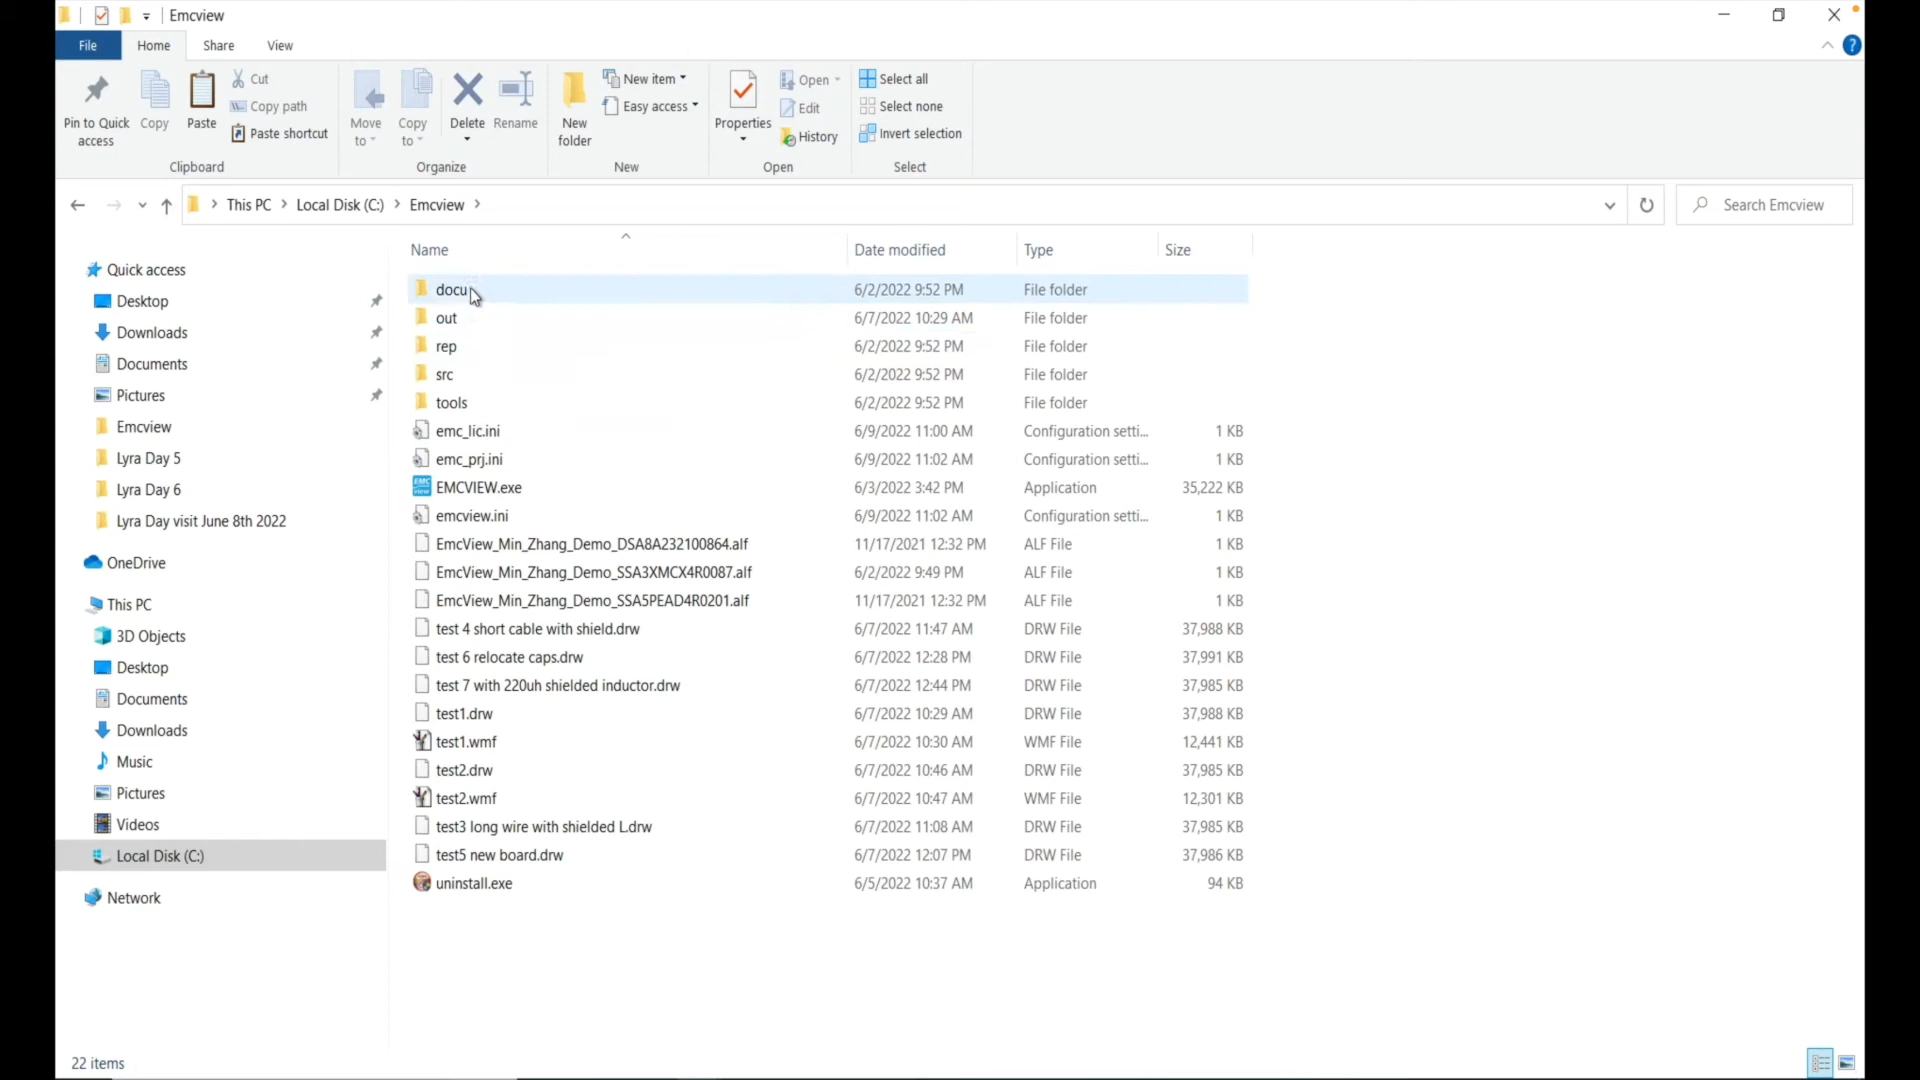 Emcview
File Home Share View
Pin to Quick access
Copy
Paste
Cut
Copy path
Paste shortcut
Clipboard
Move to
Copy to
Delete
Rename
Organize
New folder
New item
Easy access
New
Properties
Open
Edit
History
Open
Select all
Select none
Invert selection
Select
This PC > Local Disk (C:) > Emcview >
Search Emcview
Quick access
Desktop
Downloads
Documents
Pictures
Emcview
Lyra Day 5
Lyra Day 6
Lyra Day visit June 8th 2022
OneDrive
This PC
3D Objects
Desktop
Documents
Downloads
Music
Pictures
Videos
Local Disk (C:)
Network
Name Date modified Type Size
docu 6/2/2022 9:52 PM File folder
out 6/7/2022 10:29 AM File folder
rep 6/2/2022 9:52 PM File folder
src 6/2/2022 9:52 PM File folder
tools 6/2/2022 9:52 PM File folder
emc_lic.ini 6/9/2022 11:00 AM Configuration setti... 1 KB
emc_prj.ini 6/9/2022 11:02 AM Configuration setti... 1 KB
EMCVIEW.exe 6/3/2022 3:42 PM Application 35,222 KB
emcview.ini 6/9/2022 11:02 AM Configuration setti... 1 KB
EmcView_Min_Zhang_Demo_DSA8A232100864.alf 11/17/2021 12:32 PM ALF File 1 KB
EmcView_Min_Zhang_Demo_SSA3XMCX4R0087.alf 6/2/2022 9:49 PM ALF File 1 KB
EmcView_Min_Zhang_Demo_SSA5PEAD4R0201.alf 11/17/2021 12:32 PM ALF File 1 KB
test 4 short cable with shield.drw 6/7/2022 11:47 AM DRW File 37,988 KB
test 6 relocate caps.drw 6/7/2022 12:28 PM DRW File 37,991 KB
test 7 with 220uh shielded inductor.drw 6/7/2022 12:44 PM DRW File 37,985 KB
test1.drw 6/7/2022 10:29 AM DRW File 37,988 KB
test1.wmf 6/7/2022 10:30 AM WMF File 12,441 KB
test2.drw 6/7/2022 10:46 AM DRW File 37,985 KB
test2.wmf 6/7/2022 10:47 AM WMF File 12,301 KB
test3 long wire with shielded L.drw 6/7/2022 11:08 AM DRW File 37,985 KB
test5 new board.drw 6/7/2022 12:07 PM DRW File 37,986 KB
uninstall.exe 6/5/2022 10:37 AM Application 94 KB
22 items